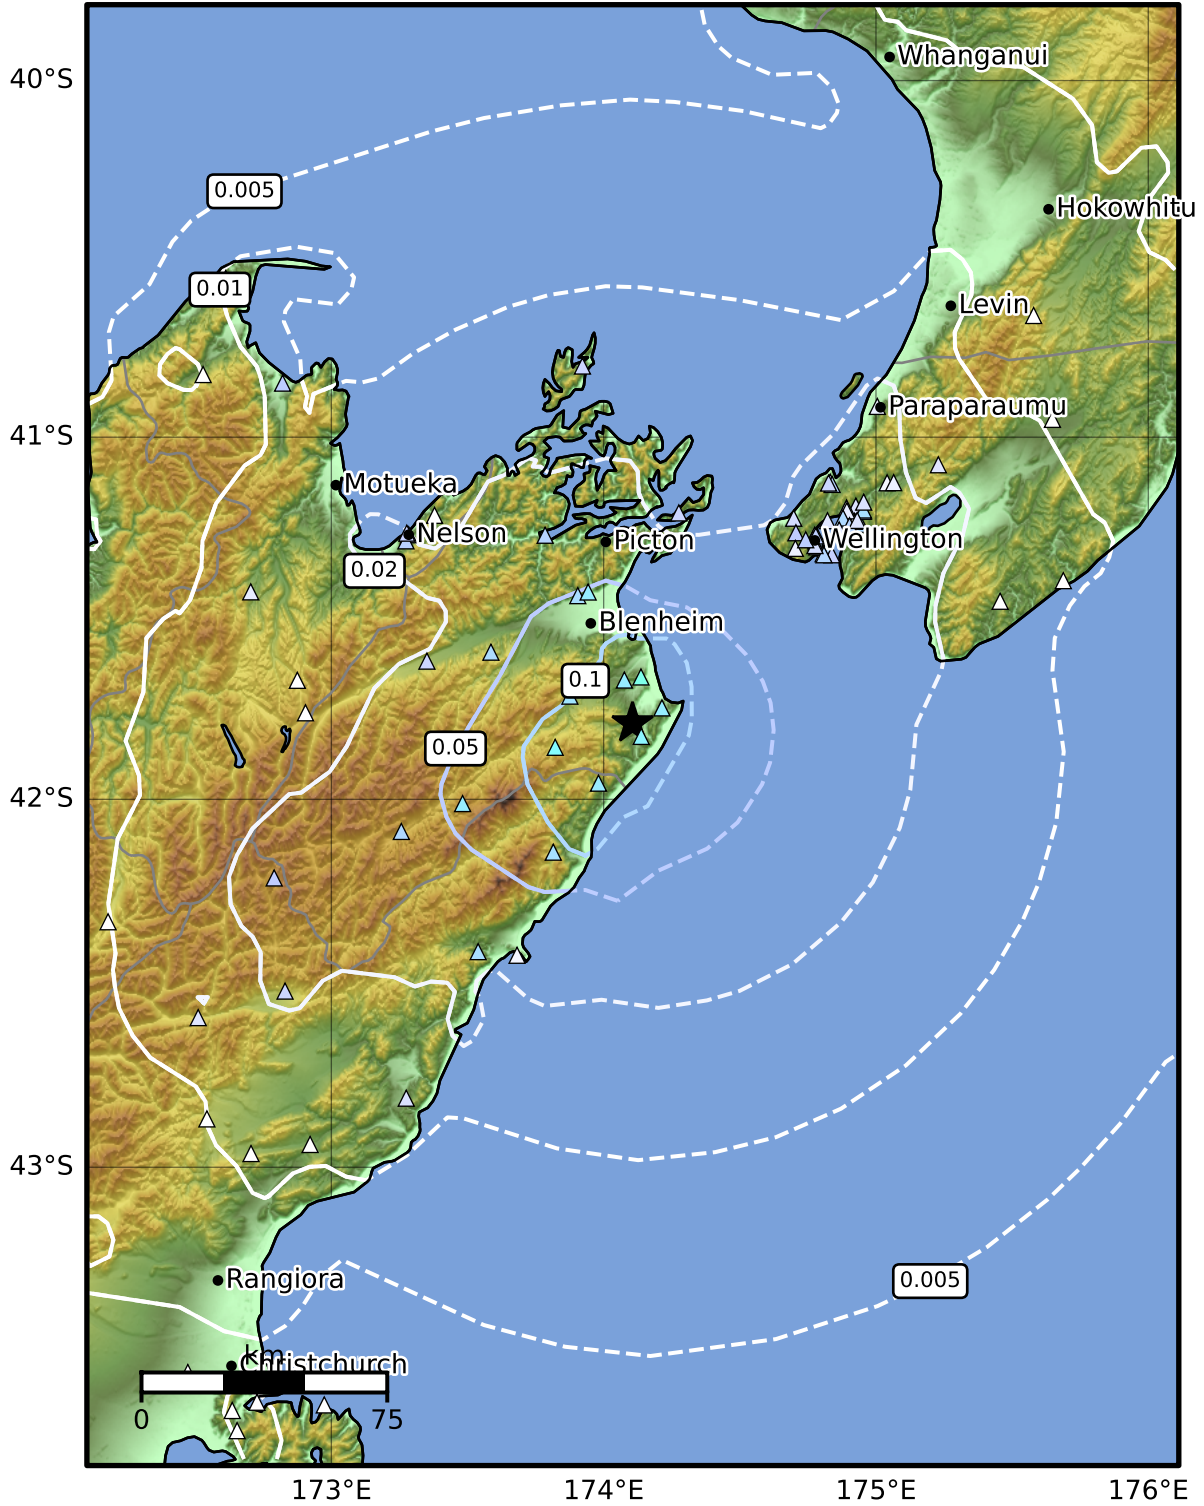 Whanganui
40°S
0.005
Hokowhitu
0.01
Levin
Paraparaumu
41°S
Motueka
Nelson
Picton
Wellington
0.02
Blenheim
0.1
0.05
42°S
43°S
Rangiora
0.005
km
Christchurch
0
75
173°E
174°E
175°E
176°E